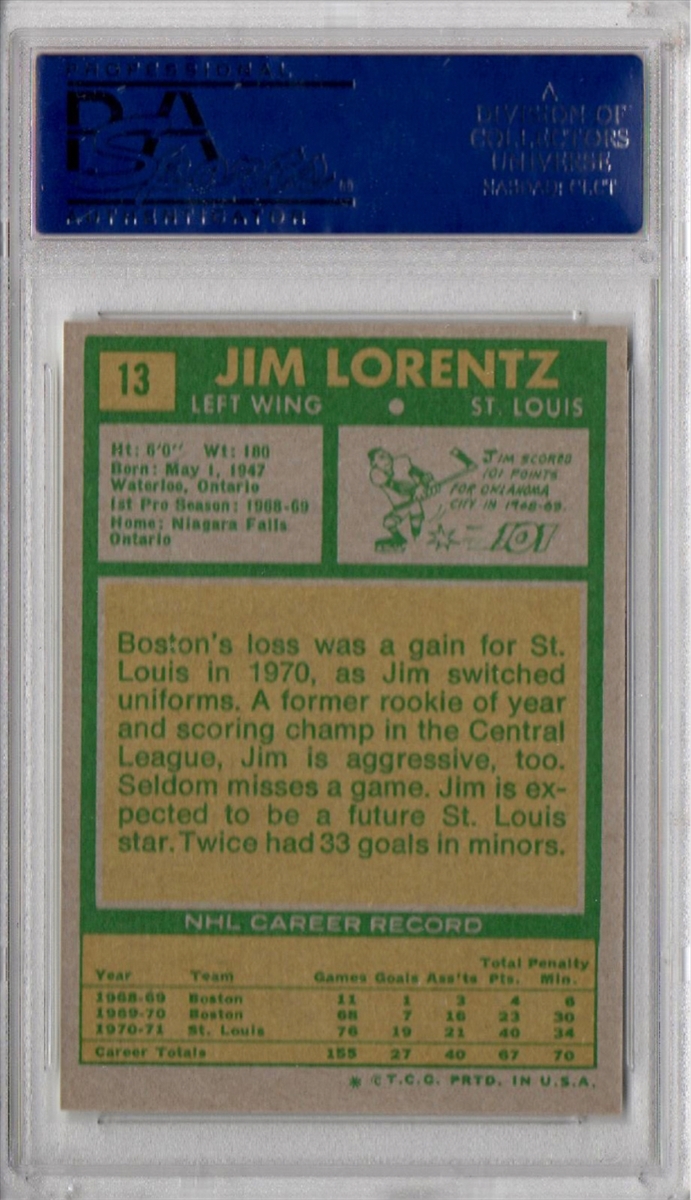 PROFESSIONAL
PSA
Sports
AUTHENTICATOR
A
DIVISION OF
COLLECTORS
UNIVERSE
NASDAQ: CLCT
13
JIM LORENTZ
LEFT WING • ST. LOUIS
Ht: 6'0" Wt: 180
Born: May 1, 1947
Waterloo, Ontario
1st Pro Season: 1968-69
Home: Niagara Falls
Ontario
JIM SCORED
101 POINTS
FOR OKLAHOMA
CITY IN 1968-69.
101
Boston's loss was a gain for St.
Louis in 1970, as Jim switched
uniforms. A former rookie of year
and scoring champ in the Central
League, Jim is aggressive, too.
Seldom misses a game. Jim is ex-
pected to be a future St. Louis
star. Twice had 33 goals in minors.
NHL CAREER RECORD
Year Team Games Goals Ass'ts Total Pts. Penalty Min.
1968-69 Boston 11 1 3 4 6
1969-70 Boston 68 7 16 23 30
1970-71 St. Louis 76 19 21 40 34
Career Totals 155 27 40 67 70
* © T.C.G. PRTD. IN U.S.A.